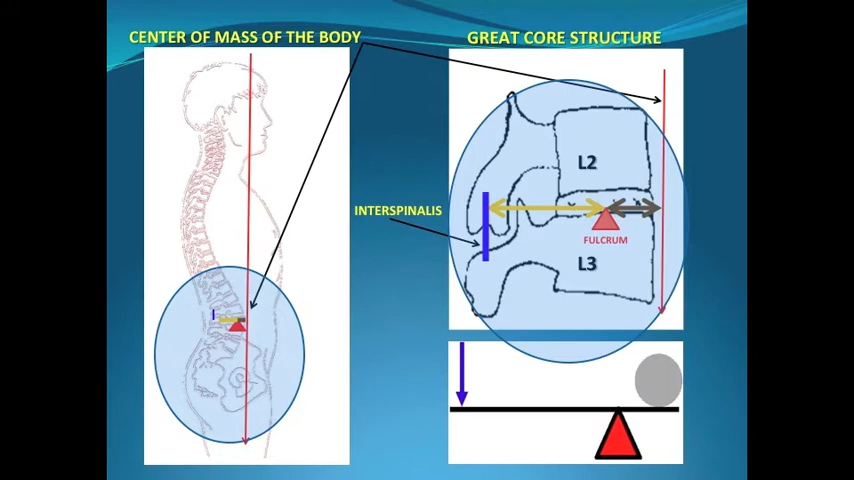 CENTER OF MASS OF THE BODY
GREAT CORE STRUCTURE
L2
INTERSPINALIS
FULCRUM
L3